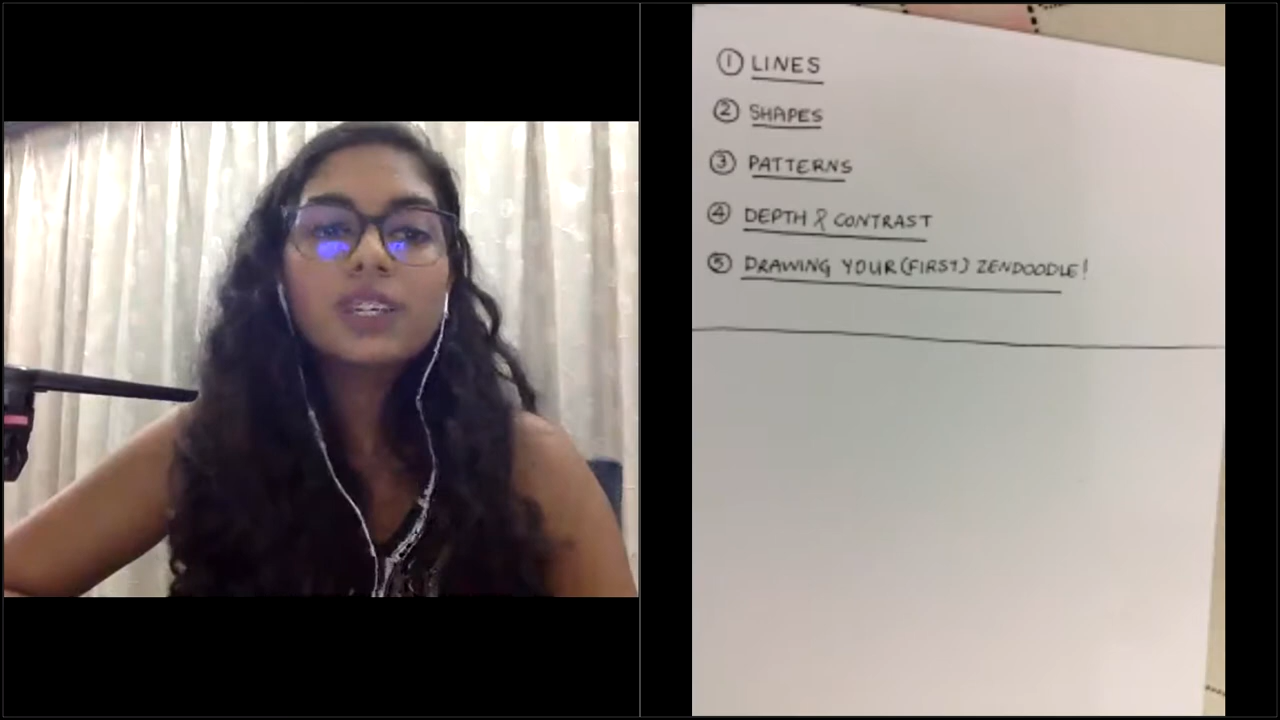 ① LINES
② SHAPES
③ PATTERNS
④ DEPTH & CONTRAST
⑤ DRAWING YOUR (FIRST) ZENDOODLE!